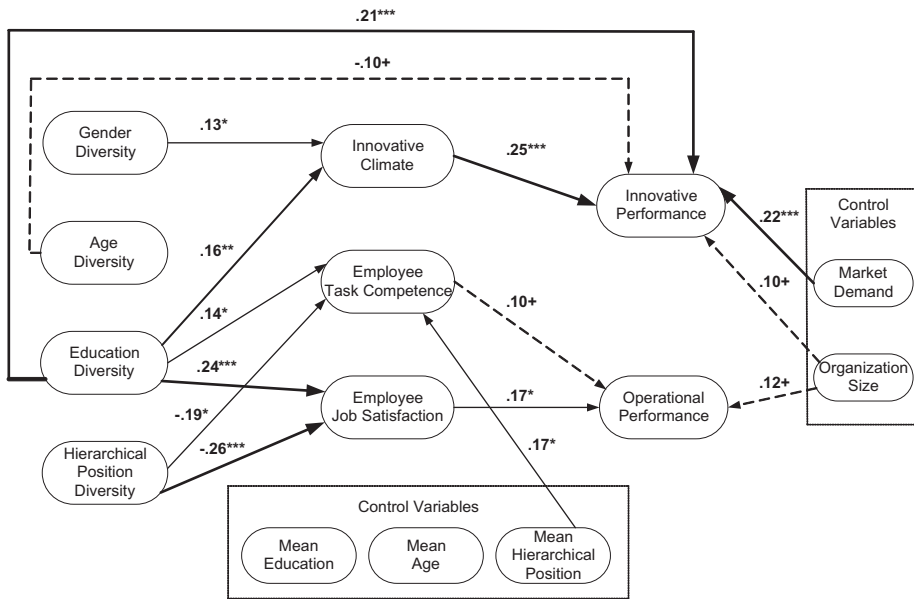 .21***
-.10+
Gender
Diversity
.13*
Innovative
Climate
.25***
Innovative
Performance
Control
Variables
.22***
Market
Demand
Age
Diversity
.16**
Employee
Task Competence
.10+
.10+
.14*
Education
Diversity
.24***
Employee
Job Satisfaction
.17*
Operational
Performance
.12+
Organization
Size
-.19*
Hierarchical
Position
Diversity
-.26***
.17*
Control Variables
Mean
Education
Mean
Age
Mean
Hierarchical
Position